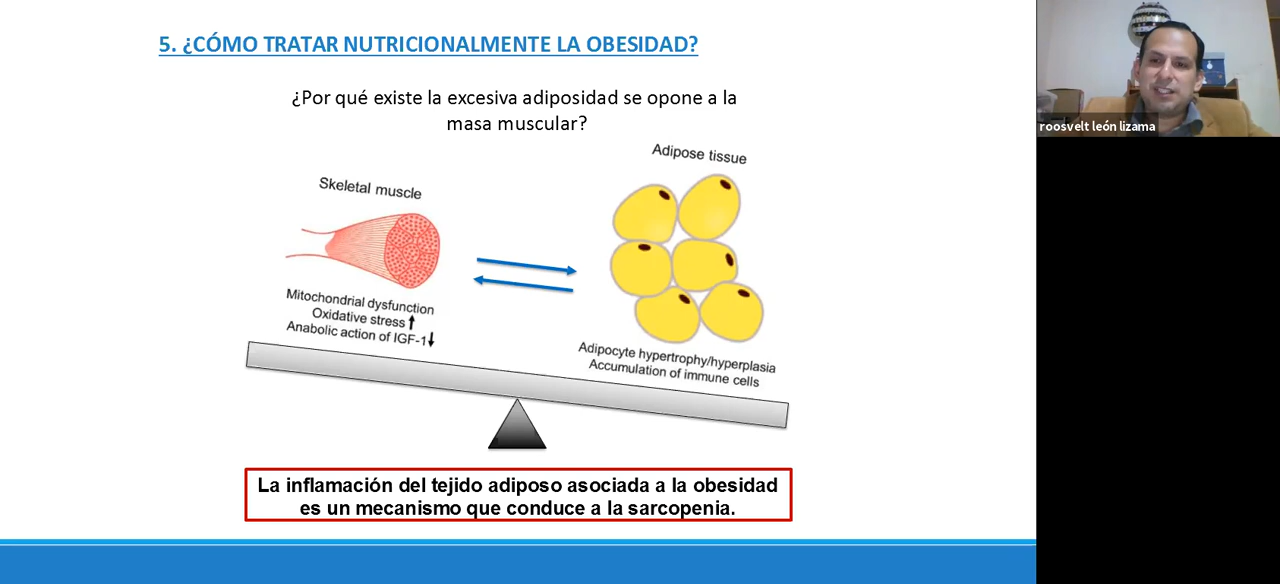 5. ¿CÓMO TRATAR NUTRICIONALMENTE LA OBESIDAD?
¿Por qué existe la excesiva adiposidad se opone a la
masa muscular?
Skeletal muscle
Adipose tissue
Mitochondrial dysfunction
Oxidative stress ↑
Anabolic action of IGF-1 ↓
Adipocyte hypertrophy/hyperplasia
Accumulation of immune cells
La inflamación del tejido adiposo asociada a la obesidad
es un mecanismo que conduce a la sarcopenia.
roosvelt león lizama